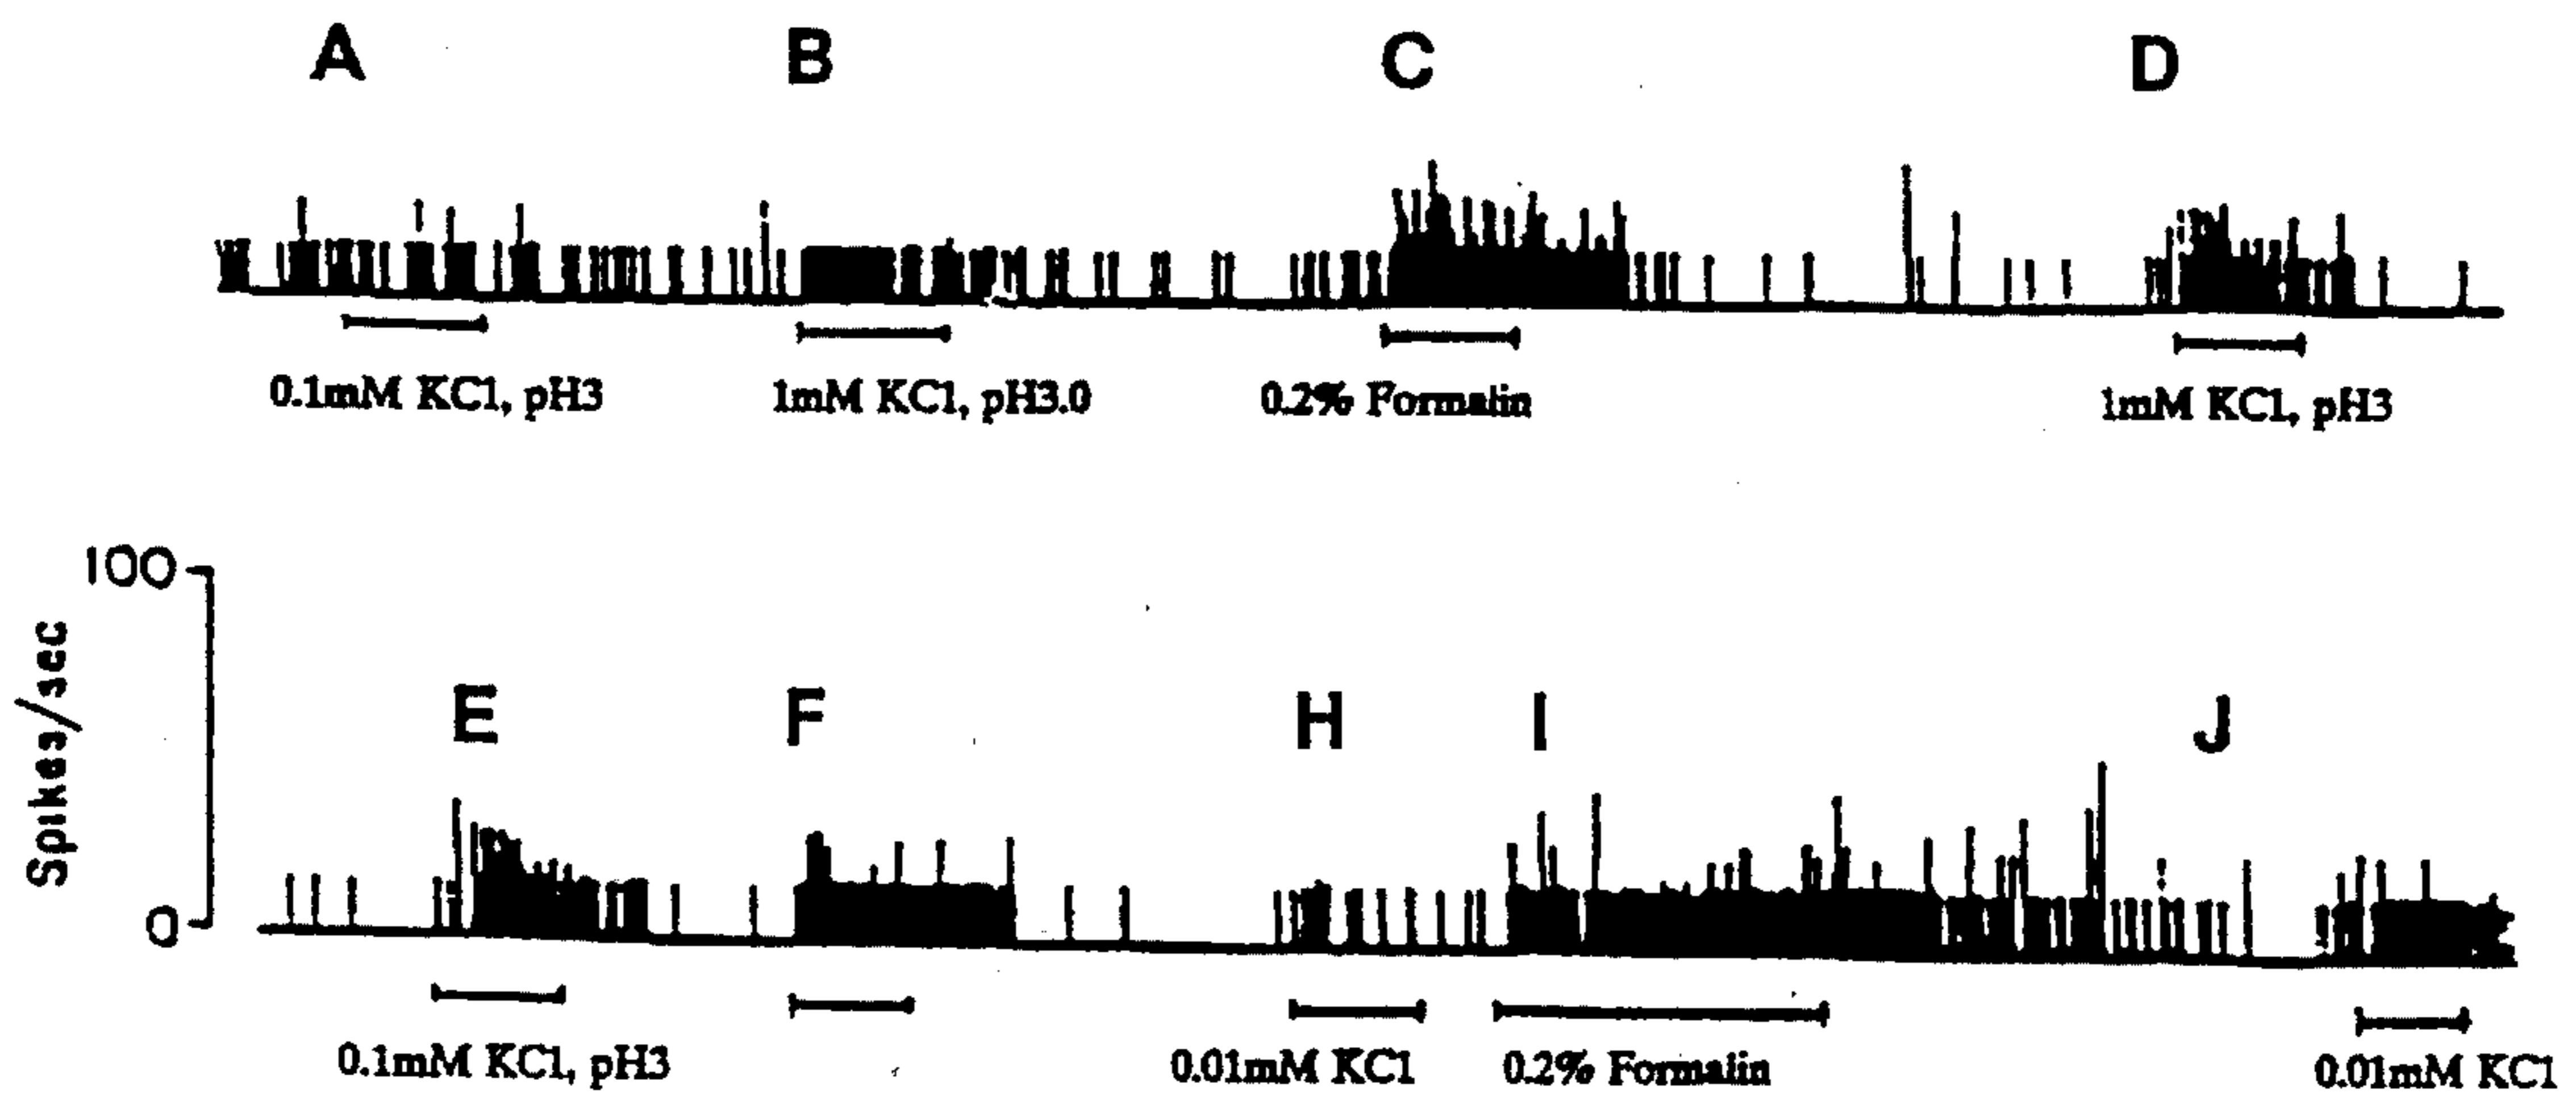 A B C D
0.1mM KCl, pH3 1mM KCl, pH3.0 0.2% Formalin 1mM KCl, pH3
100
Spikes/sec
E F H I J
0
0.1mM KCl, pH3 0.01mM KCl 0.2% Formalin 0.01mM KCl